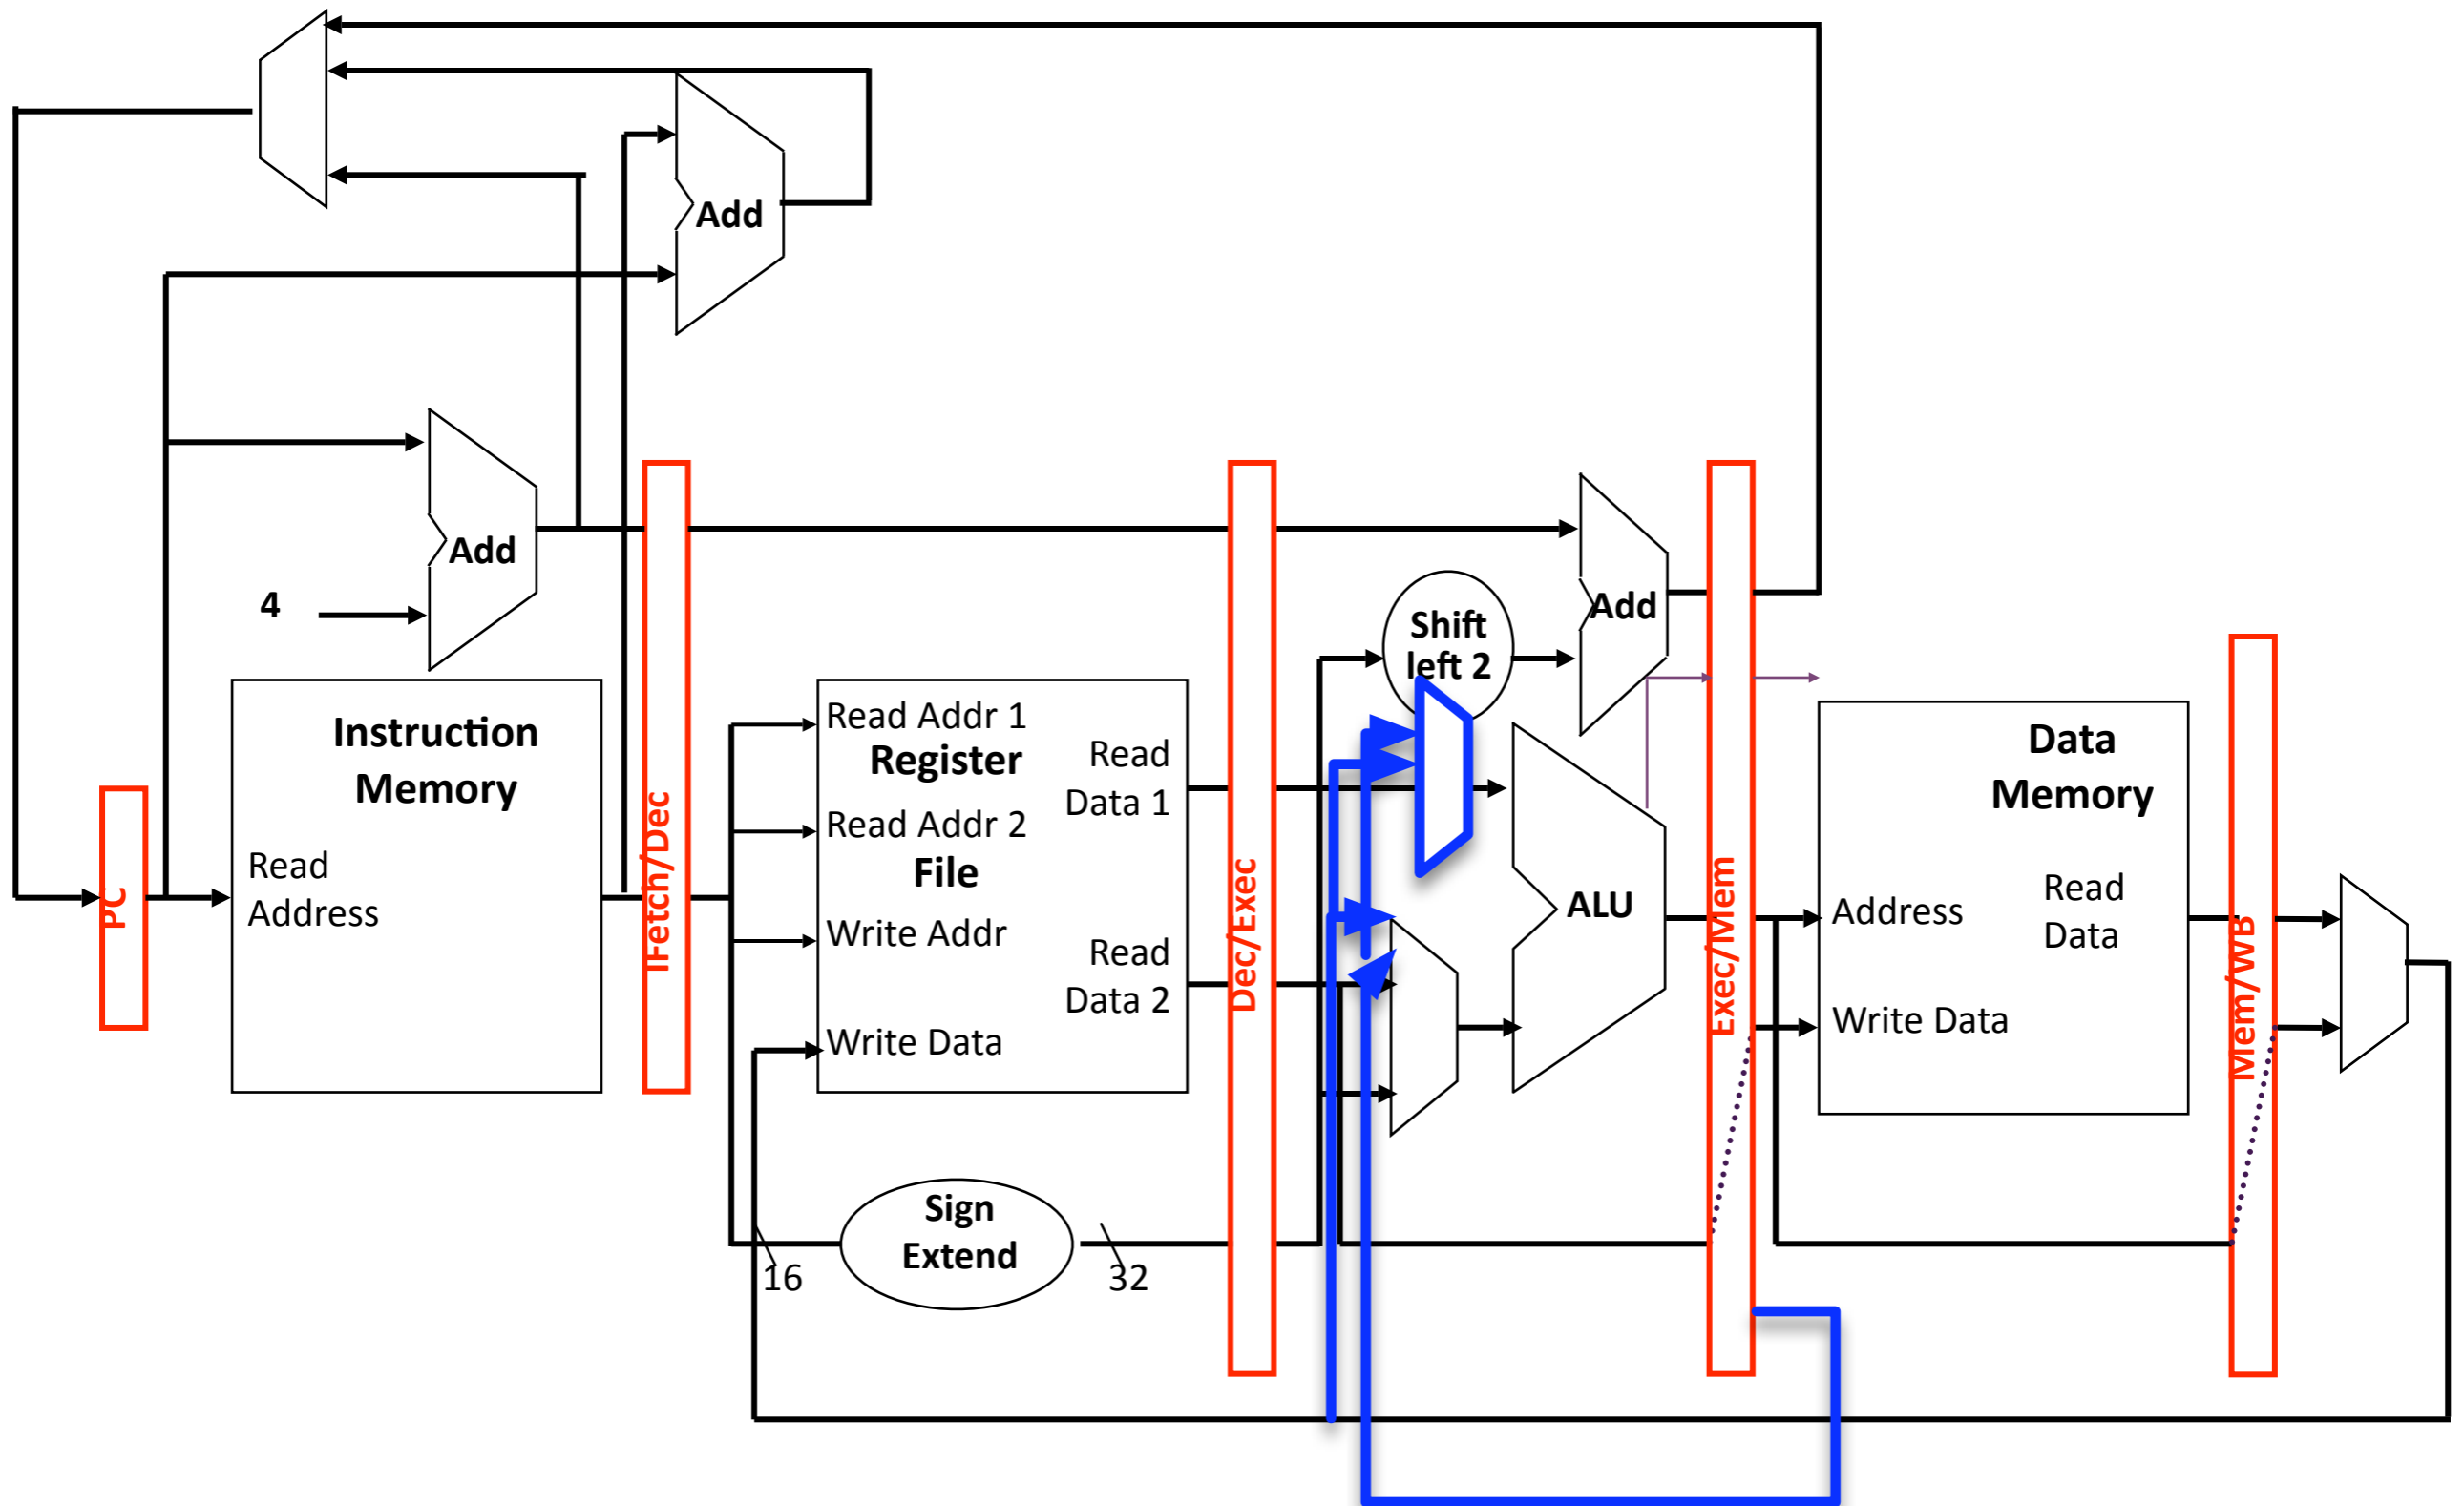 Add
Add
4
Shift
left 2
Add
Instruction
Memory
Read
Address
PC
IFetch/Dec
Read Addr 1
Register
Read
Data 1
Read Addr 2
File
Write Addr
Read
Data 2
Write Data
Dec/Exec
ALU
Exec/Mem
Data
Memory
Address
Read
Data
Write Data
Mem/WB
Sign
Extend
16
32